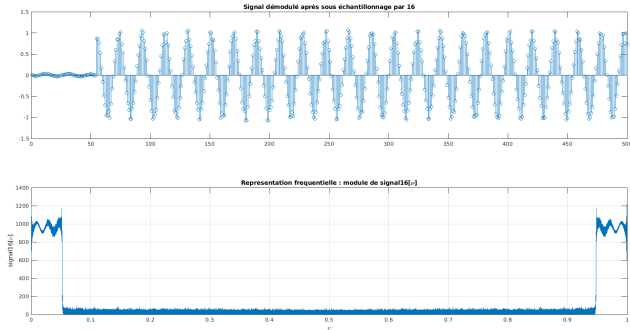 Signal démodulé après sous échantillonnage par 16
1.5
1
0.5
0
-0.5
-1
-1.5
0 50 100 150 200 250 300 350 400 450 500
Representation frequentielle : module de signal16[ν]
1400
1200
1000
800
600
400
200
0
signal16[ν]
0 0.1 0.2 0.3 0.4 0.5 0.6 0.7 0.8 0.9 1
ν